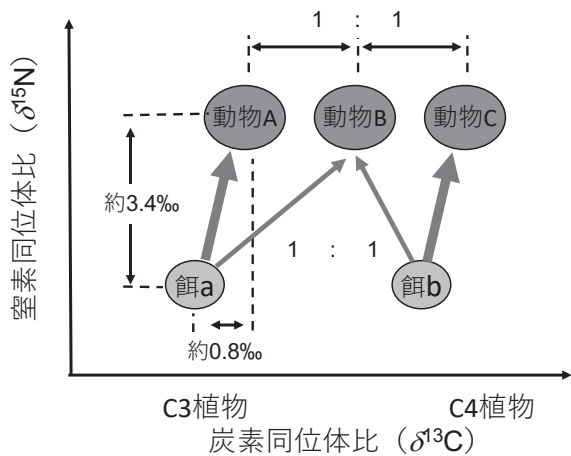 1 : 1
動物A
動物B
動物C
約3.4‰
1 : 1
餌a
餌b
約0.8‰
窒素同位体比（δ15N）
C3植物
C4植物
炭素同位体比（δ13C）